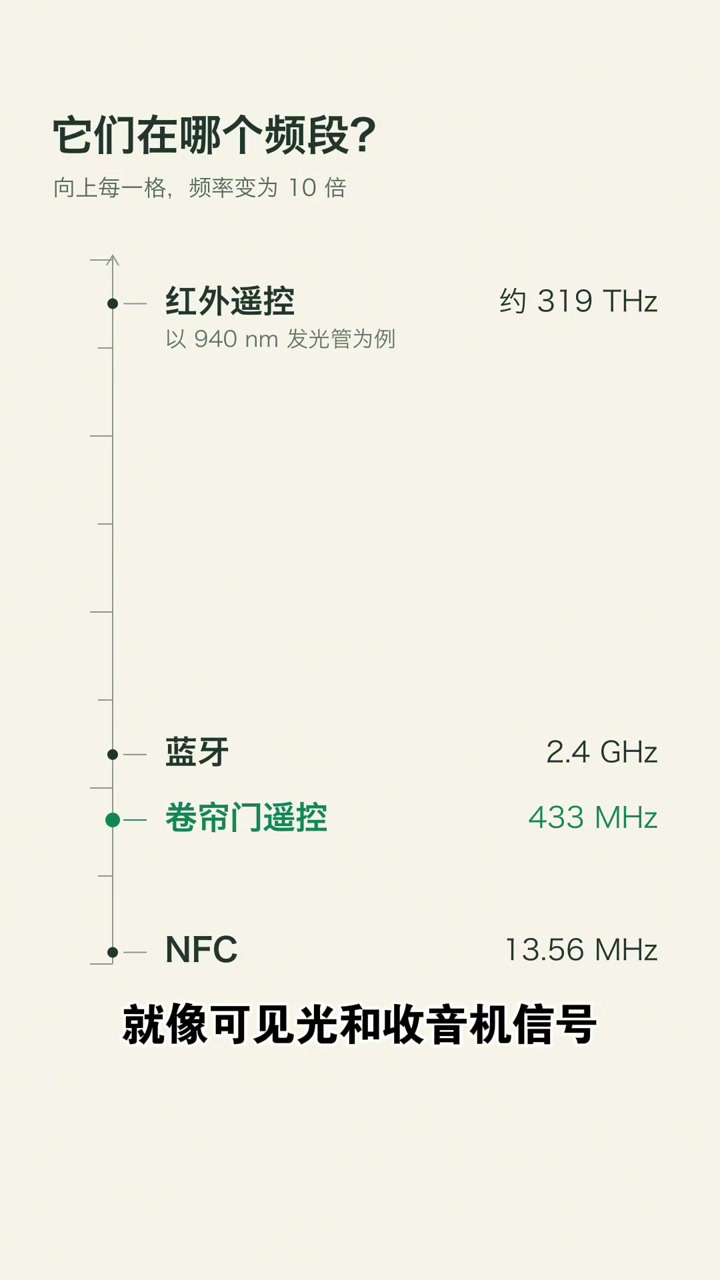 它们在哪个频段?
向上每一格，频率变为 10 倍
红外遥控 约 319 THz
以 940 nm 发光管为例
蓝牙 2.4 GHz
卷帘门遥控 433 MHz
NFC 13.56 MHz
就像可见光和收音机信号